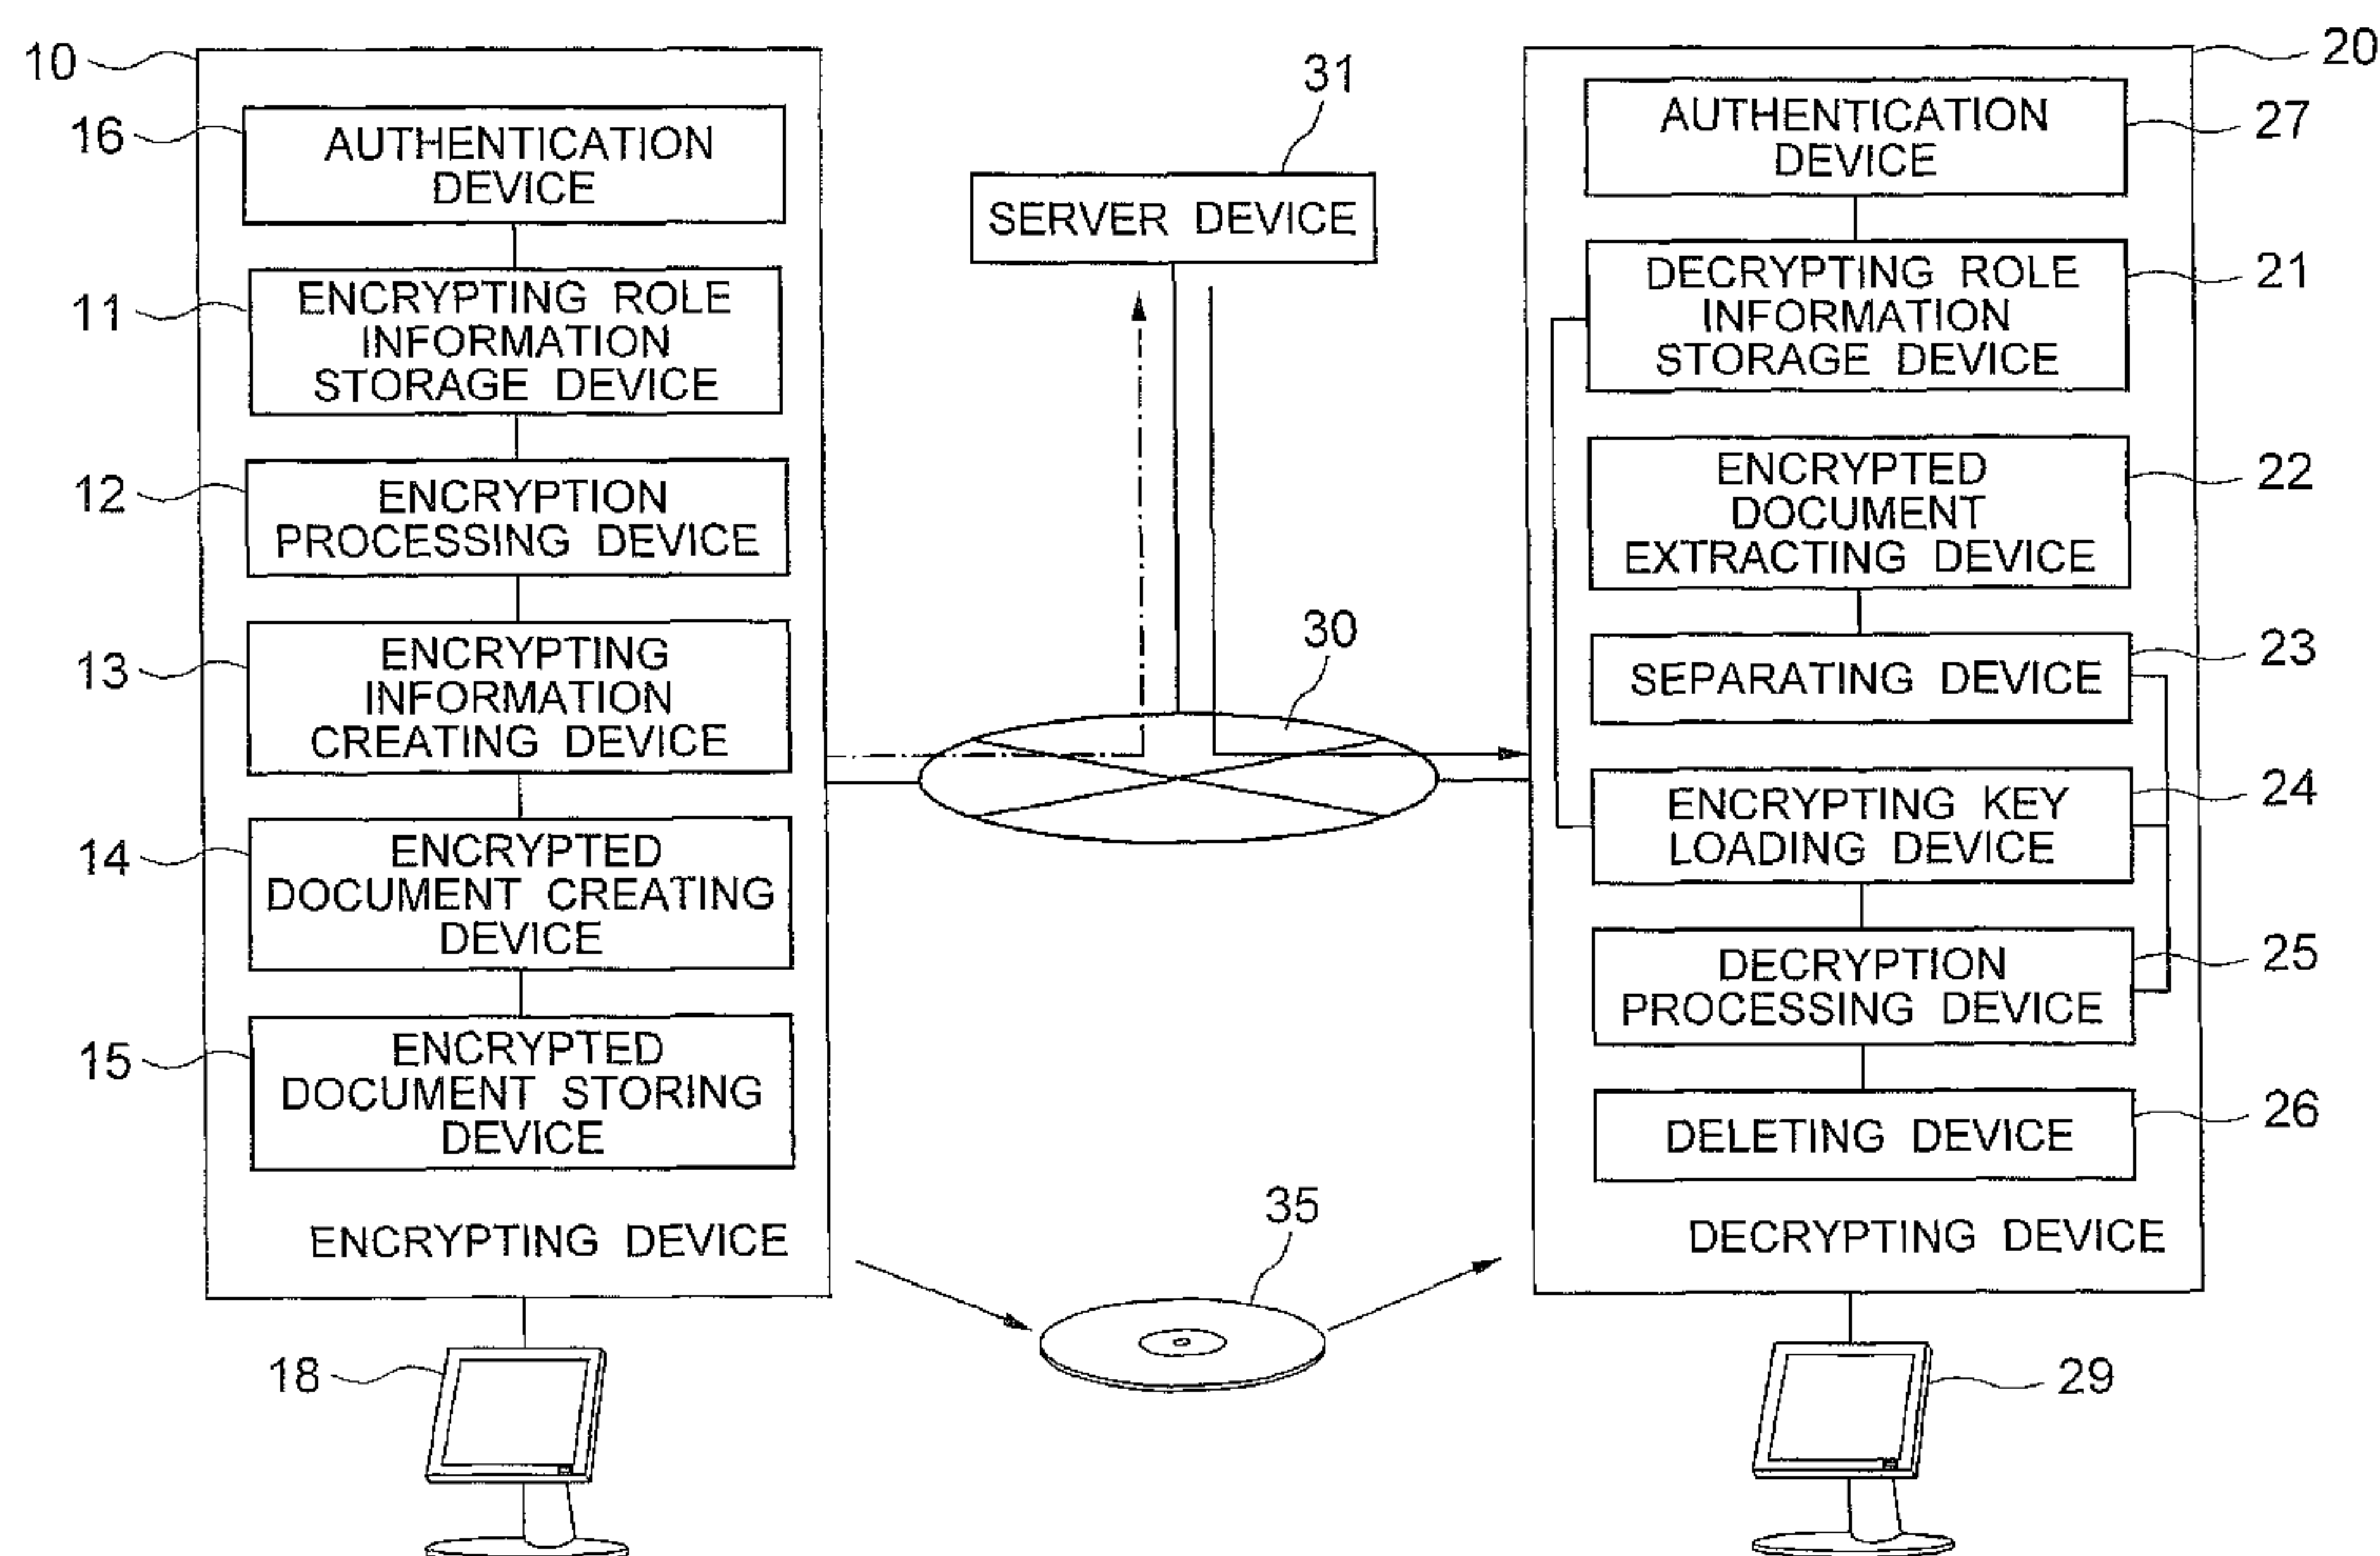 10
16
AUTHENTICATION
DEVICE
11
ENCRYPTING ROLE
INFORMATION
STORAGE DEVICE
12
ENCRYPTION
PROCESSING DEVICE
13
ENCRYPTING
INFORMATION
CREATING DEVICE
14
ENCRYPTED
DOCUMENT CREATING
DEVICE
15
ENCRYPTED
DOCUMENT STORING
DEVICE
ENCRYPTING DEVICE
18
31
SERVER DEVICE
30
35
20
AUTHENTICATION
DEVICE
27
DECRYPTING ROLE
INFORMATION
STORAGE DEVICE
21
ENCRYPTED
DOCUMENT
EXTRACTING DEVICE
22
SEPARATING DEVICE
23
ENCRYPTING KEY
LOADING DEVICE
24
DECRYPTION
PROCESSING DEVICE
25
DELETING DEVICE
26
DECRYPTING DEVICE
29